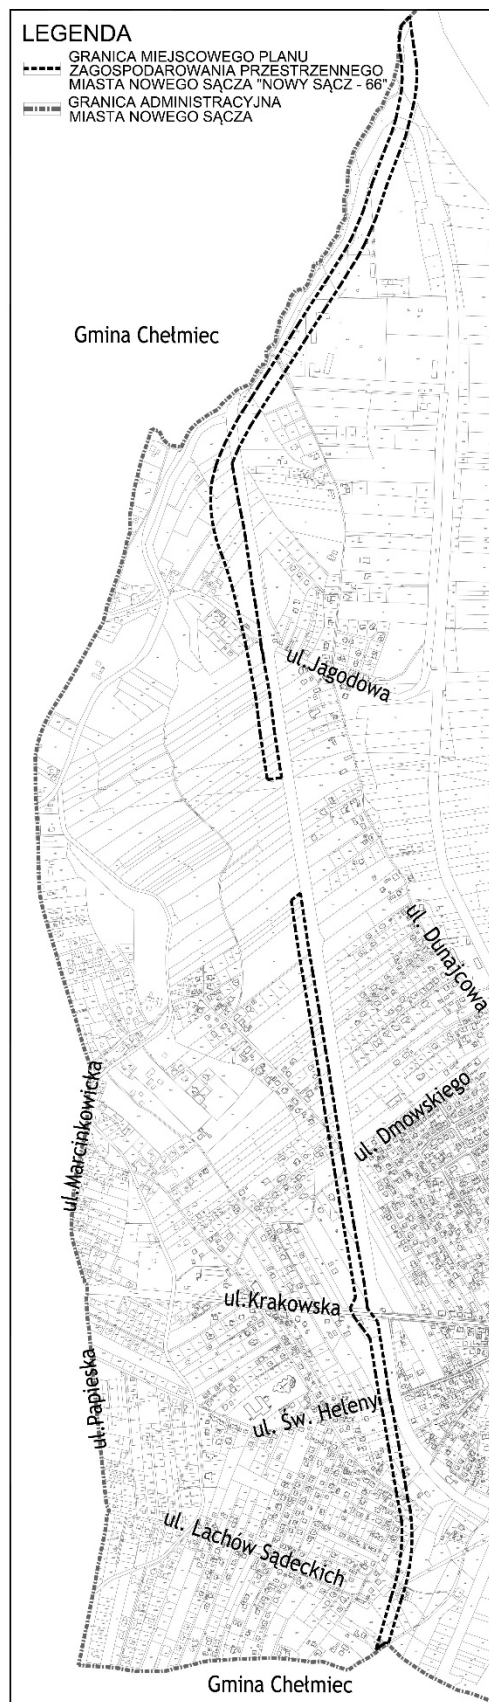 LEGENDA
GRANICA MIEJSCOWEGO PLANU
ZAGOSPODAROWANIA PRZESTRZENNEGO
MIASTA NOWEGO SĄCZA "NOWY SĄCZ - 66"
GRANICA ADMINISTRACYJNA
MIASTA NOWEGO SĄCZA
Gmina Chełmiec
ul. Jagodowa
ul. Dunajcowa
ul. Dmowskiego
ul. Marcinkowicka
ul. Krakowska
ul. Papieska
ul. Św. Heleny
ul. Lachów Sądeckich
Gmina Chełmiec